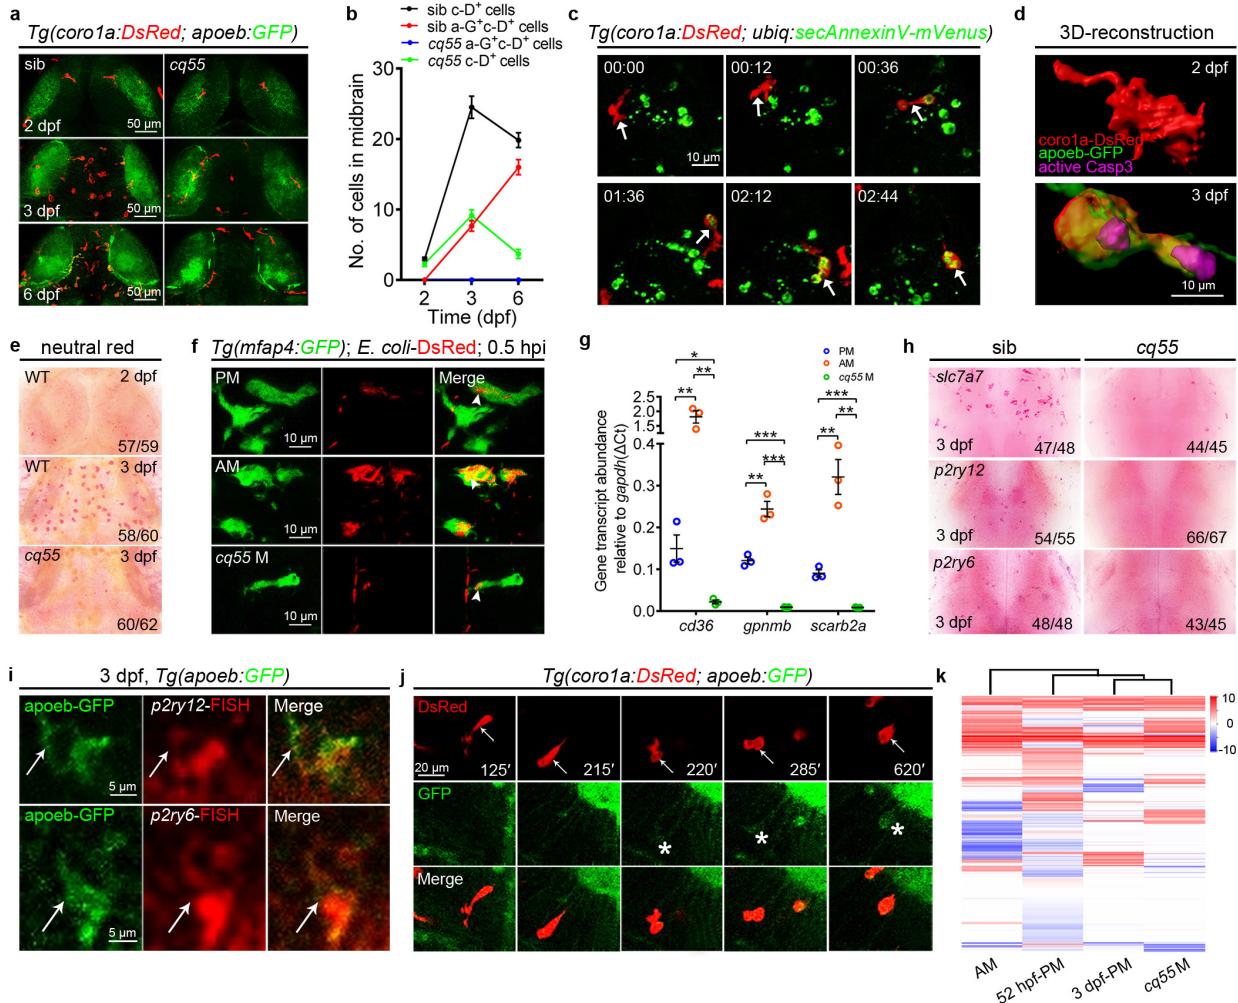 a
Tg(coro1a:DsRed; apoeb:GFP)
sib
cq55
2 dpf
50 µm
50 µm
3 dpf
50 µm
50 µm
6 dpf
50 µm
50 µm
b
sib c-D⁺ cells
sib a-G⁺c-D⁺ cells
cq55 a-G⁺c-D⁺ cells
cq55 c-D⁺ cells
No. of cells in midbrain
30
20
10
0
2 3 6
Time (dpf)
c
Tg(coro1a:DsRed; ubiq:secAnnexinV-mVenus)
00:00
00:12
00:36
10 µm
01:36
02:12
02:44
d
3D-reconstruction
2 dpf
coro1a-DsRed
apoeb-GFP
active Casp3
3 dpf
10 µm
e
neutral red
WT
2 dpf
57/59
WT
3 dpf
58/60
cq55
3 dpf
60/62
f
Tg(mfap4:GFP); E. coli-DsRed; 0.5 hpi
PM
Merge
10 µm
AM
10 µm
cq55 M
10 µm
g
PM
AM
cq55 M
Gene transcript abundance
relative to gapdh(ΔCt)
*
**
**
***
***
**
***
**
**
2.5
2.0
1.5
0.4
0.3
0.2
0.1
0.0
cd36 gpnmb scarb2a
h
sib
cq55
slc7a7
3 dpf
47/48
44/45
p2ry12
3 dpf
54/55
66/67
p2ry6
3 dpf
48/48
43/45
i
3 dpf, Tg(apoeb:GFP)
apoeb-GFP
p2ry12-FISH
Merge
5 µm
apoeb-GFP
p2ry6-FISH
Merge
5 µm
j
Tg(coro1a:DsRed; apoeb:GFP)
DsRed
20 µm
125′
215′
220′
285′
620′
GFP
*
*
*
Merge
k
10
0
-10
AM
52 hpf-PM
3 dpf-PM
cq55 M